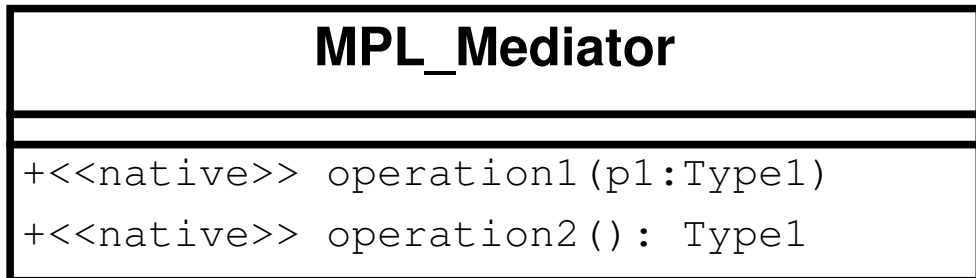 MPL_Mediator
+<<native>> operation1(p1:Type1)
+<<native>> operation2(): Type1